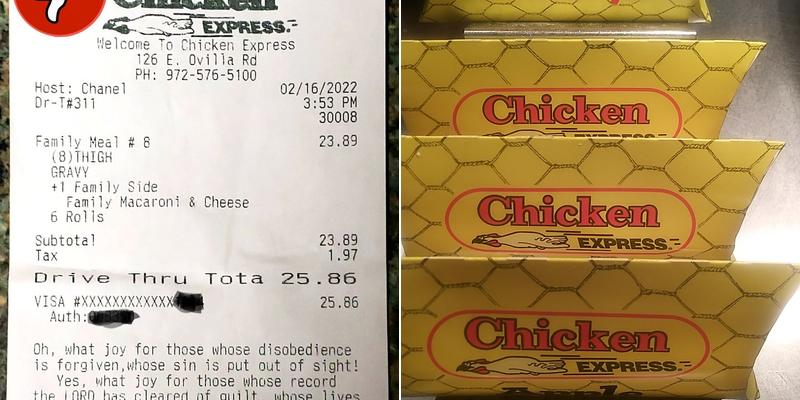 Chicken
EXPRESS
Welcome To Chicken Express
126 E. Ovilla Rd
PH: 972-576-5100
Host: Chanel 02/16/2022
Dr-T#311 3:53 PM
30008
Family Meal # 8 23.89
(8)THIGH
GRAVY
+1 Family Side
Family Macaroni & Cheese
6 Rolls
Subtotal 23.89
Tax 1.97
Drive Thru Tota 25.86
VISA #XXXXXXXXXXXX 25.86
Auth:
Oh, what joy for those whose disobedience
is forgiven,whose sin is put out of sight!
Yes, what joy for those whose record
the LORD has cleared of guilt, whose lives
Chicken
Chicken
EXPRESS
Chicken
EXPRESS
Apple